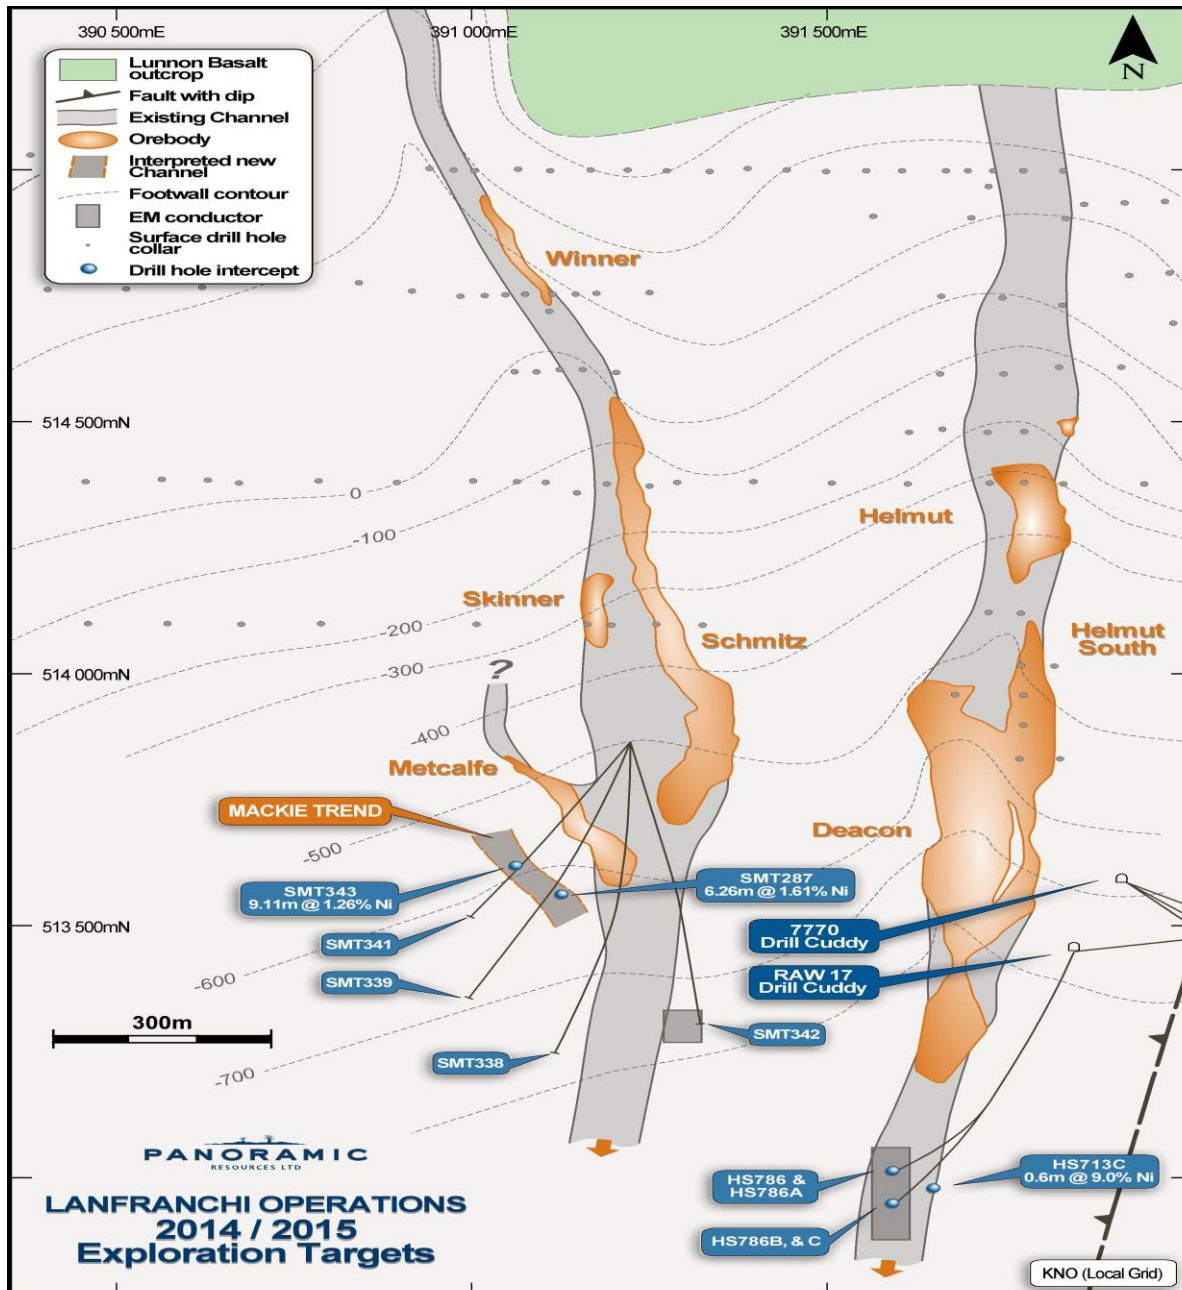 390 500mE
391 000mE
391 500mE
N
Lunnon Basalt
outcrop
Fault with dip
Existing Channel
Orebody
Interpreted new
Channel
Footwall contour
EM conductor
Surface drill hole
collar
Drill hole intercept
Winner
514 500mN
0
-100
Helmut
Skinner
-200
Schmitz
Helmut
South
-300
514 000mN
?
-400
Metcalfe
MACKIE TREND
Deacon
-500
SMT343
9.11m @ 1.26% Ni
SMT287
6.26m @ 1.61% Ni
513 500mN
SMT341
7770
Drill Cuddy
-600
SMT339
RAW 17
Drill Cuddy
300m
SMT342
SMT338
-700
PANORAMIC
RESOURCES LTD
HS786 &
HS786A
HS713C
0.6m @ 9.0% Ni
LANFRANCHI OPERATIONS
2014 / 2015
Exploration Targets
HS786B, & C
KNO (Local Grid)